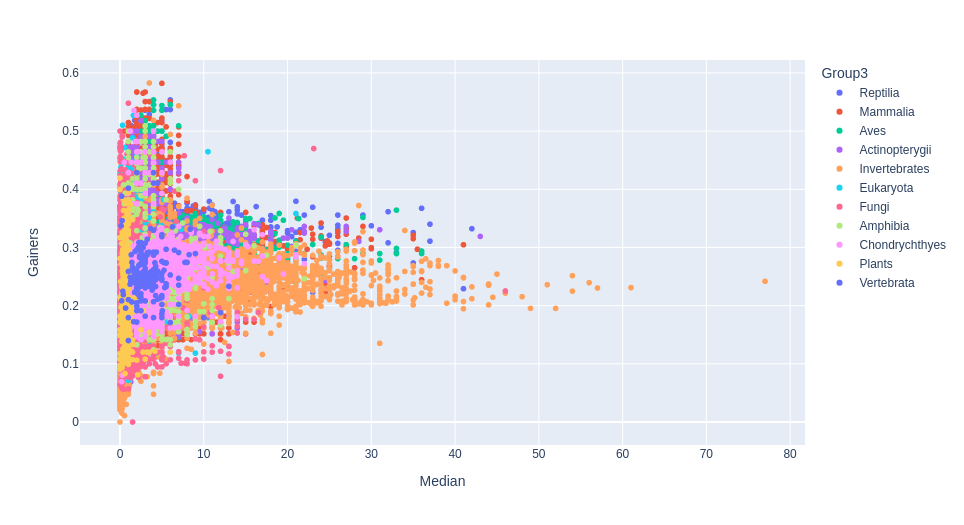 Group3
Reptilia
Mammalia
Aves
Actinopterygii
Invertebrates
Eukaryota
Fungi
Amphibia
Chondrychthyes
Plants
Vertebrata
Gainers
0.6
0.5
0.4
0.3
0.2
0.1
0
0 10 20 30 40 50 60 70 80
Median